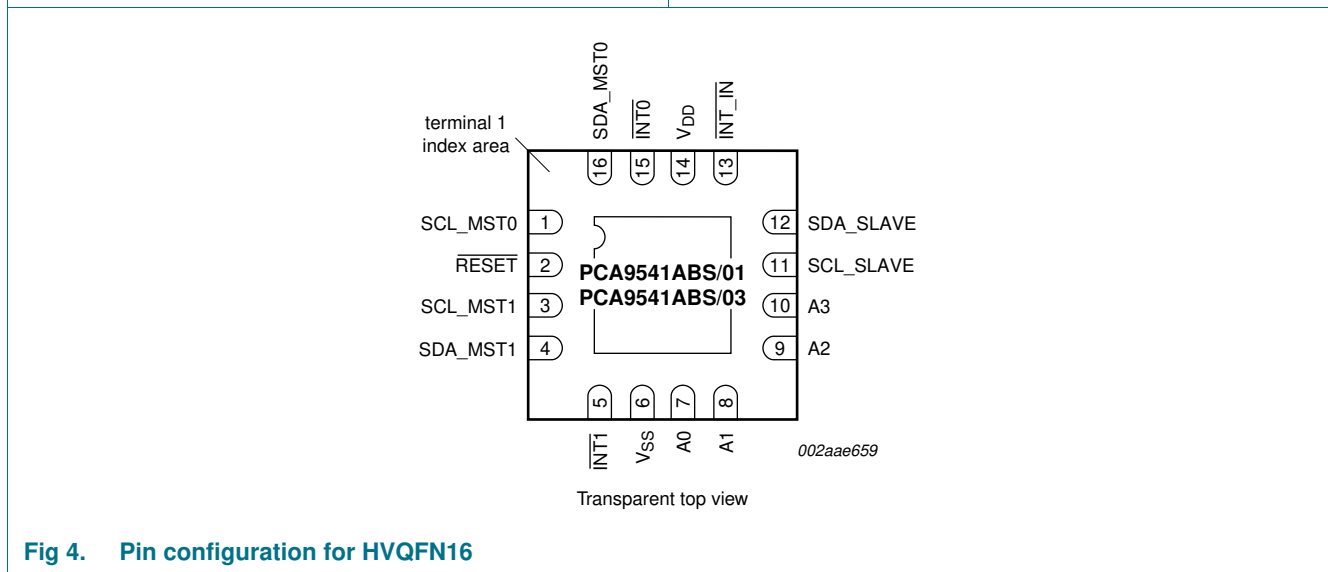 SDA_MST0
INT0
VDD
INT_IN
terminal 1
index area
16
15
14
13
SCL_MST0
1
12
SDA_SLAVE
RESET
2
PCA9541ABS/01
11
SCL_SLAVE
SCL_MST1
3
PCA9541ABS/03
10
A3
SDA_MST1
4
9
A2
5
6
7
8
INT1
VSS
A0
A1
002aae659
Transparent top view
Fig 4. Pin configuration for HVQFN16